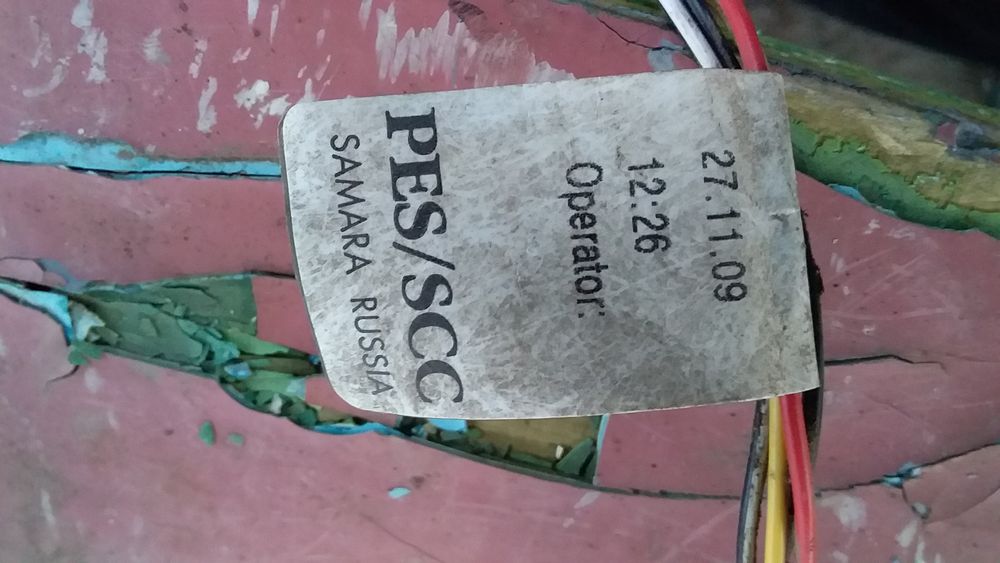 27.11.09
12:26
Operator:
PES/SCC
SAMARA RUSSIA